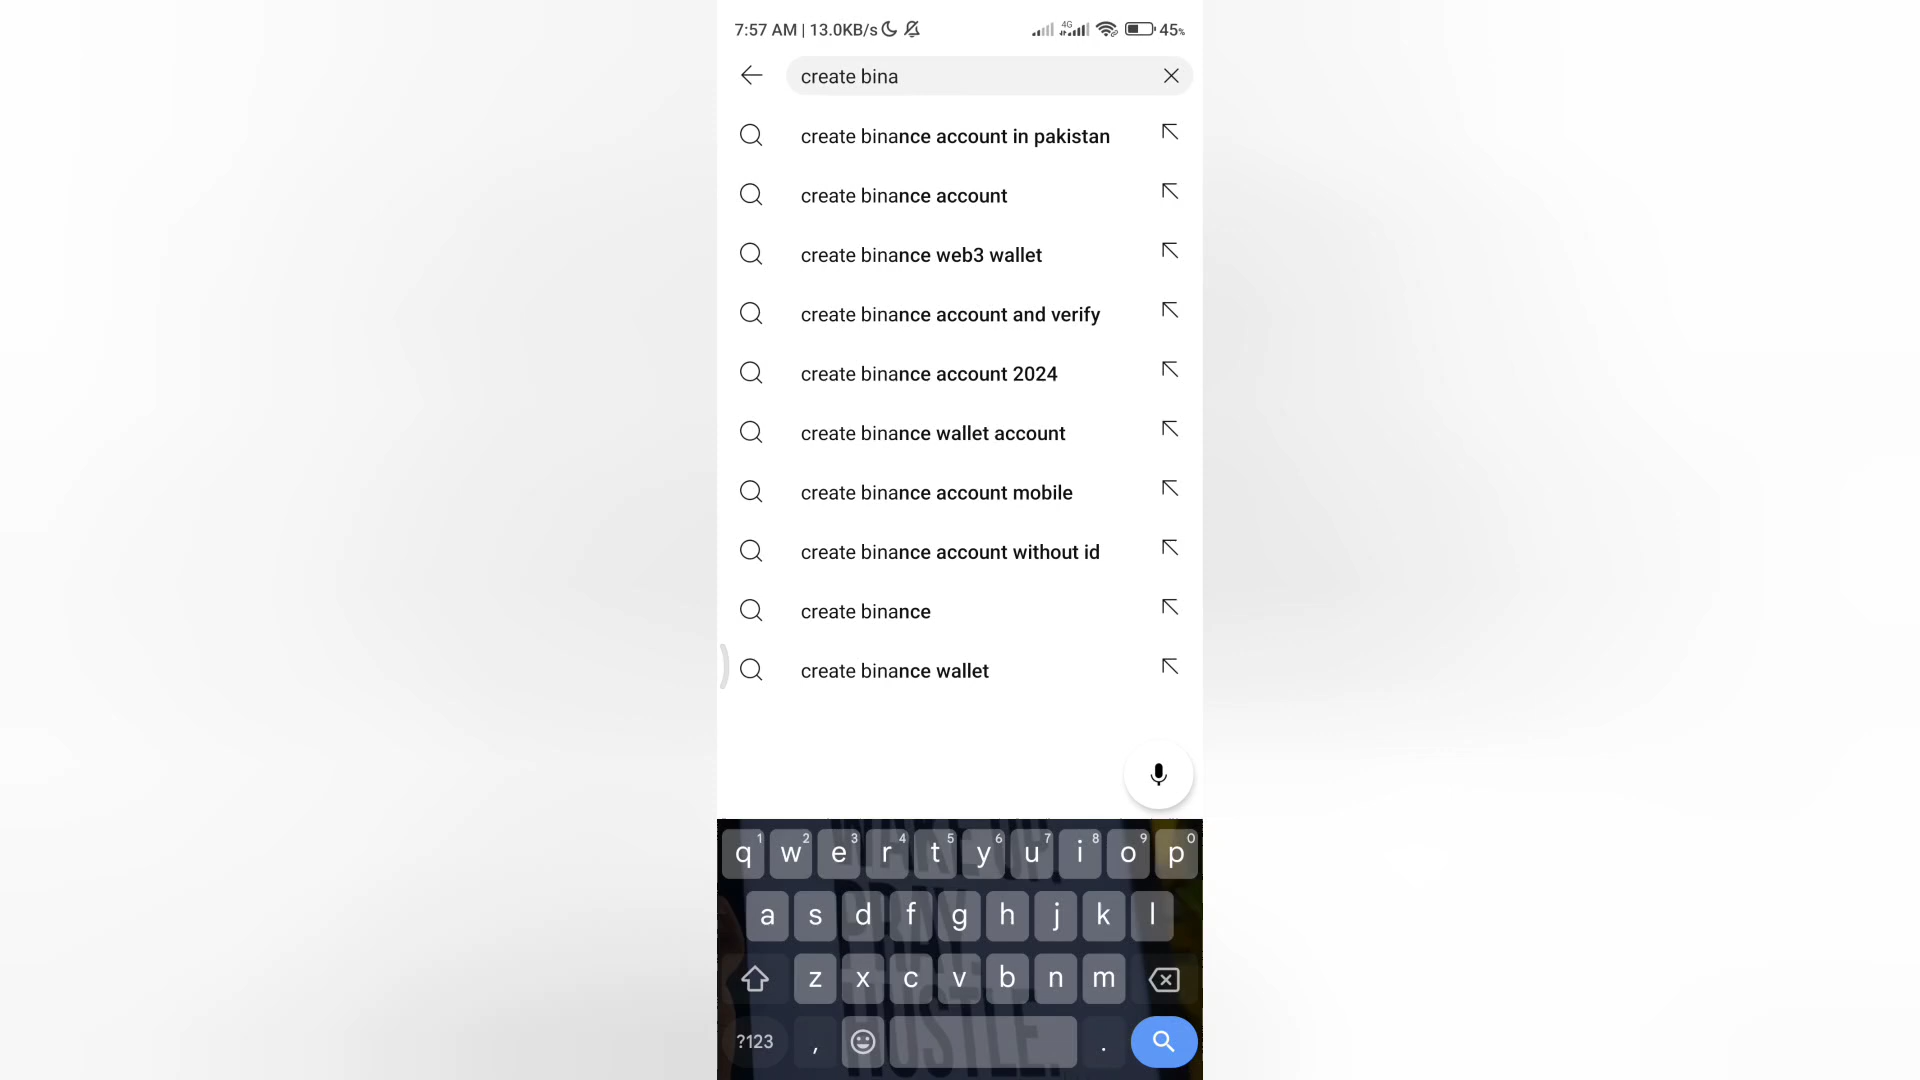 7:57 AM | 13.0KB/s 4G 45%
create bina
create binance account in pakistan
create binance account
create binance web3 wallet
create binance account and verify
create binance account 2024
create binance wallet account
create binance account mobile
create binance account without id
create binance
create binance wallet
1 2 3 4 5 6 7 8 9 0
q w e r t y u i o p
a s d f g h j k l
z x c v b n m
?123 , .
HUSTLE.